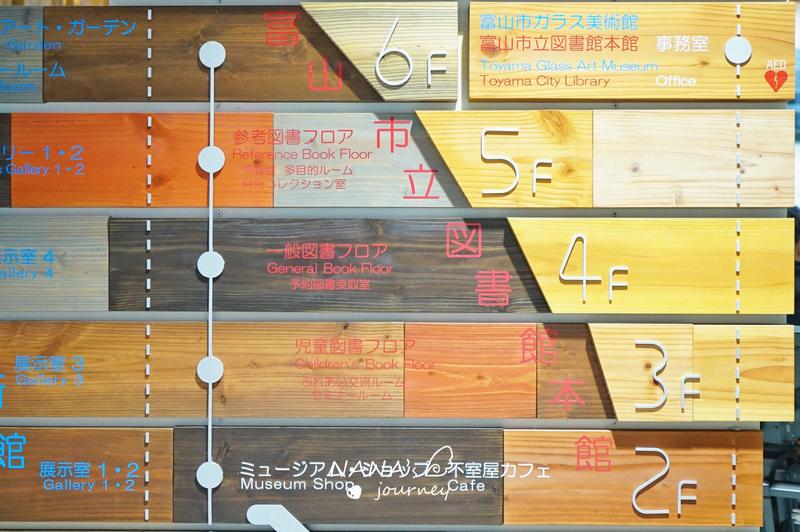 アート・ガーデン
Garden
ールーム
富
山
6F
富山市ガラス美術館
富山市立図書館本館
事務室
Toyama Glass Art Museum
Toyama City Library
Office
AED
リー 1・2
Gallery 1・2
参考図書フロア
Reference Book Floor
多目的ルーム
コレクション室
市
立
5F
展示室 4
Gallery 4
一般図書フロア
General Book Floor
予約図書受取室
図
書
4F
展示室 3
Gallery 3
児童図書フロア
Children's Book Floor
ふれあい交流ルーム
セミナールーム
館
本
3F
館
展示室 1・2
Gallery 1・2
ミュージアム・ショップ
Museum Shop
不室屋カフェ
Cafe
NANA's
journey
館
2F